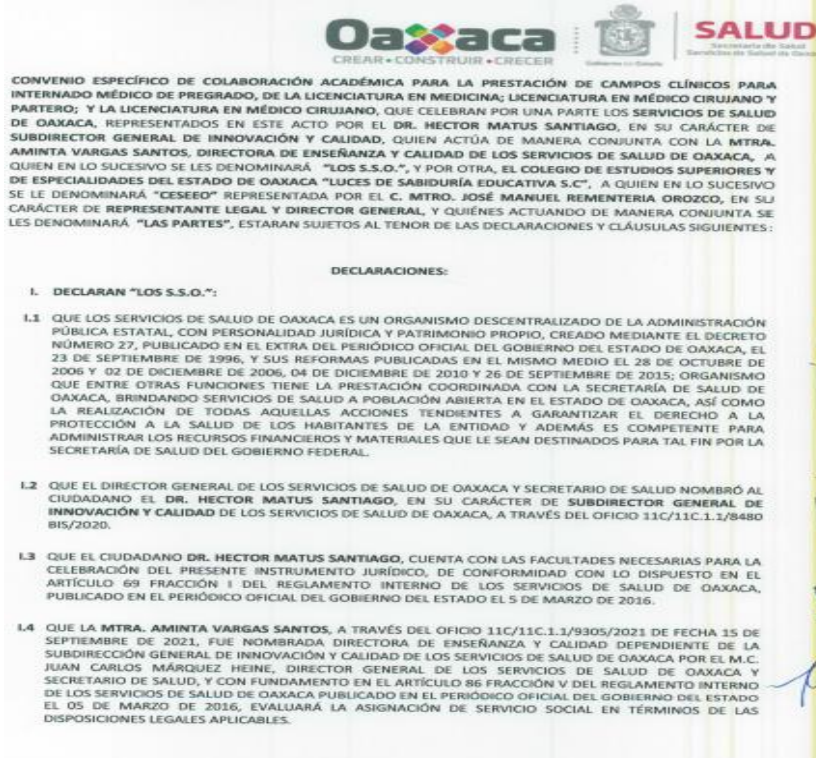 Oaxaca
CREAR•CONSTRUIR•CRECER
SALUD
Secretaría de Salud
CONVENIO ESPECÍFICO DE COLABORACIÓN ACADÉMICA PARA LA PRESTACIÓN DE CAMPOS CLÍNICOS PARA
INTERNADO MÉDICO DE PREGRADO, DE LA LICENCIATURA EN MEDICINA; LICENCIATURA EN MÉDICO CIRUJANO Y
PARTERO; Y LA LICENCIATURA EN MÉDICO CIRUJANO, QUE CELEBRAN POR UNA PARTE LOS SERVICIOS DE SALUD
DE OAXACA, REPRESENTADOS EN ESTE ACTO POR EL DR. HECTOR MATUS SANTIAGO, EN SU CARÁCTER DE
SUBDIRECTOR GENERAL DE INNOVACIÓN Y CALIDAD, QUIEN ACTÚA DE MANERA CONJUNTA CON LA MTRA.
AMINTA VARGAS SANTOS, DIRECTORA DE ENSEÑANZA Y CALIDAD DE LOS SERVICIOS DE SALUD DE OAXACA, A
QUIEN EN LO SUCESIVO SE LES DENOMINARÁ "LOS S.S.O.", Y POR OTRA, EL COLEGIO DE ESTUDIOS SUPERIORES Y
DE ESPECIALIDADES DEL ESTADO DE OAXACA "LUCES DE SABIDURÍA EDUCATIVA S.C", A QUIEN EN LO SUCESIVO
SE LE DENOMINARÁ "CESEEO" REPRESENTADA POR EL C. MTRO. JOSÉ MANUEL REMENTERIA OROZCO, EN SU
CARÁCTER DE REPRESENTANTE LEGAL Y DIRECTOR GENERAL, Y QUIÉNES ACTUANDO DE MANERA CONJUNTA SE
LES DENOMINARÁ "LAS PARTES", ESTARAN SUJETOS AL TENOR DE LAS DECLARACIONES Y CLÁUSULAS SIGUIENTES:
DECLARACIONES:
I. DECLARAN "LOS S.S.O.":
I.1 QUE LOS SERVICIOS DE SALUD DE OAXACA ES UN ORGANISMO DESCENTRALIZADO DE LA ADMINISTRACIÓN
PÚBLICA ESTATAL, CON PERSONALIDAD JURÍDICA Y PATRIMONIO PROPIO, CREADO MEDIANTE EL DECRETO
NÚMERO 27, PUBLICADO EN EL EXTRA DEL PERIÓDICO OFICIAL DEL GOBIERNO DEL ESTADO DE OAXACA, EL
23 DE SEPTIEMBRE DE 1996, Y SUS REFORMAS PUBLICADAS EN EL MISMO MEDIO EL 28 DE OCTUBRE DE
2006 Y 02 DE DICIEMBRE DE 2006, 04 DE DICIEMBRE DE 2010 Y 26 DE SEPTIEMBRE DE 2015; ORGANISMO
QUE ENTRE OTRAS FUNCIONES TIENE LA PRESTACIÓN COORDINADA CON LA SECRETARÍA DE SALUD DE
OAXACA, BRINDANDO SERVICIOS DE SALUD A POBLACIÓN ABIERTA EN EL ESTADO DE OAXACA, ASÍ COMO
LA REALIZACIÓN DE TODAS AQUELLAS ACCIONES TENDIENTES A GARANTIZAR EL DERECHO A LA
PROTECCIÓN A LA SALUD DE LOS HABITANTES DE LA ENTIDAD Y ADEMÁS ES COMPETENTE PARA
ADMINISTRAR LOS RECURSOS FINANCIEROS Y MATERIALES QUE LE SEAN DESTINADOS PARA TAL FIN POR LA
SECRETARÍA DE SALUD DEL GOBIERNO FEDERAL.
I.2 QUE EL DIRECTOR GENERAL DE LOS SERVICIOS DE SALUD DE OAXACA Y SECRETARIO DE SALUD NOMBRÓ AL
CIUDADANO EL DR. HECTOR MATUS SANTIAGO, EN SU CARÁCTER DE SUBDIRECTOR GENERAL DE
INNOVACIÓN Y CALIDAD DE LOS SERVICIOS DE SALUD DE OAXACA, A TRAVÉS DEL OFICIO 11C/11C.1.1/8480
BIS/2020.
I.3 QUE EL CIUDADANO DR. HECTOR MATUS SANTIAGO, CUENTA CON LAS FACULTADES NECESARIAS PARA LA
CELEBRACIÓN DEL PRESENTE INSTRUMENTO JURÍDICO, DE CONFORMIDAD CON LO DISPUESTO EN EL
ARTÍCULO 69 FRACCIÓN I DEL REGLAMENTO INTERNO DE LOS SERVICIOS DE SALUD DE OAXACA,
PUBLICADO EN EL PERIÓDICO OFICIAL DEL GOBIERNO DEL ESTADO EL 5 DE MARZO DE 2016.
I.4 QUE LA MTRA. AMINTA VARGAS SANTOS, A TRAVÉS DEL OFICIO 11C/11C.1.1/9305/2021 DE FECHA 15 DE
SEPTIEMBRE DE 2021, FUE NOMBRADA DIRECTORA DE ENSEÑANZA Y CALIDAD DEPENDIENTE DE LA
SUBDIRECCIÓN GENERAL DE INNOVACIÓN Y CALIDAD DE LOS SERVICIOS DE SALUD DE OAXACA POR EL M.C.
JUAN CARLOS MÁRQUEZ HEINE, DIRECTOR GENERAL DE LOS SERVICIOS DE SALUD DE OAXACA Y
SECRETARIO DE SALUD, Y CON FUNDAMENTO EN EL ARTÍCULO 86 FRACCIÓN V DEL REGLAMENTO INTERNO
DE LOS SERVICIOS DE SALUD DE OAXACA PUBLICADO EN EL PERIÓDICO OFICIAL DEL GOBIERNO DEL ESTADO
EL 05 DE MARZO DE 2016, EVALUARÁ LA ASIGNACIÓN DE SERVICIO SOCIAL EN TÉRMINOS DE LAS
DISPOSICIONES LEGALES APLICABLES.